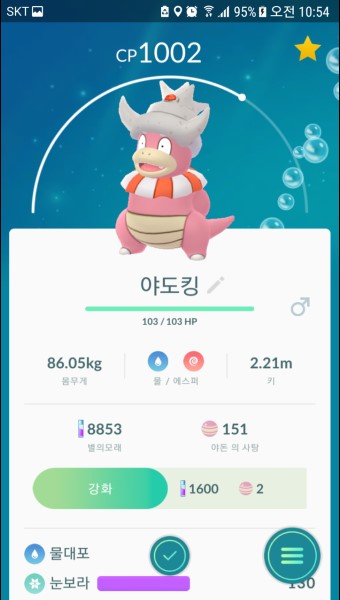 SKT 95% 오전 10:54
CP1002
야도킹
103 / 103 HP
86.05kg 2.21m
몸무게 물 / 에스퍼 키
8853 151
별의모래 야돈 의 사탕
강화 1600 2
물대포
눈보라 130